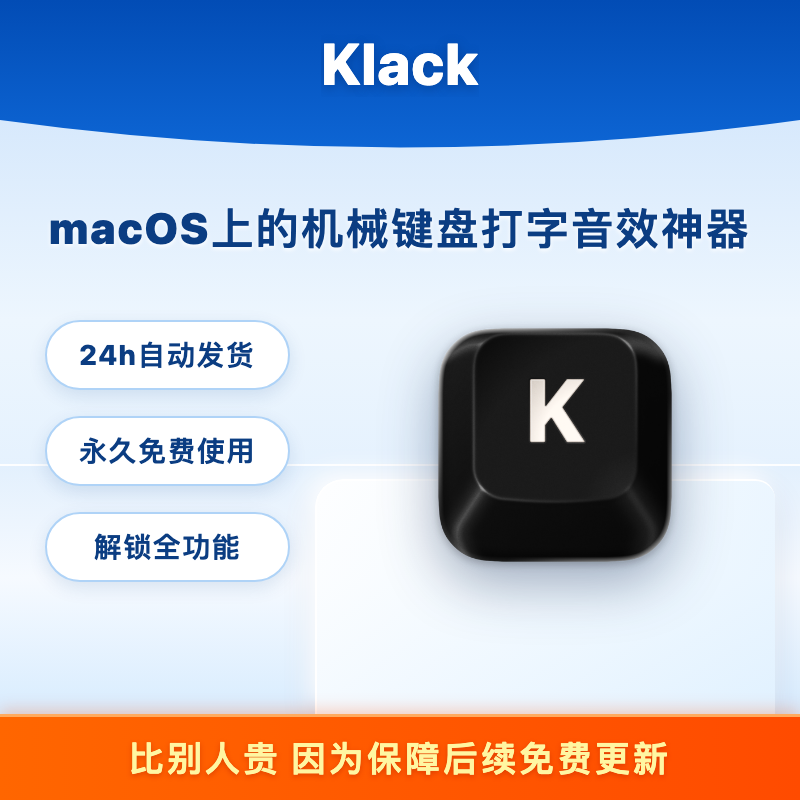 Klack
macOS上的机械键盘打字音效神器
24h自动发货
永久免费使用
解锁全功能
K
比别人贵 因为保障后续免费更新